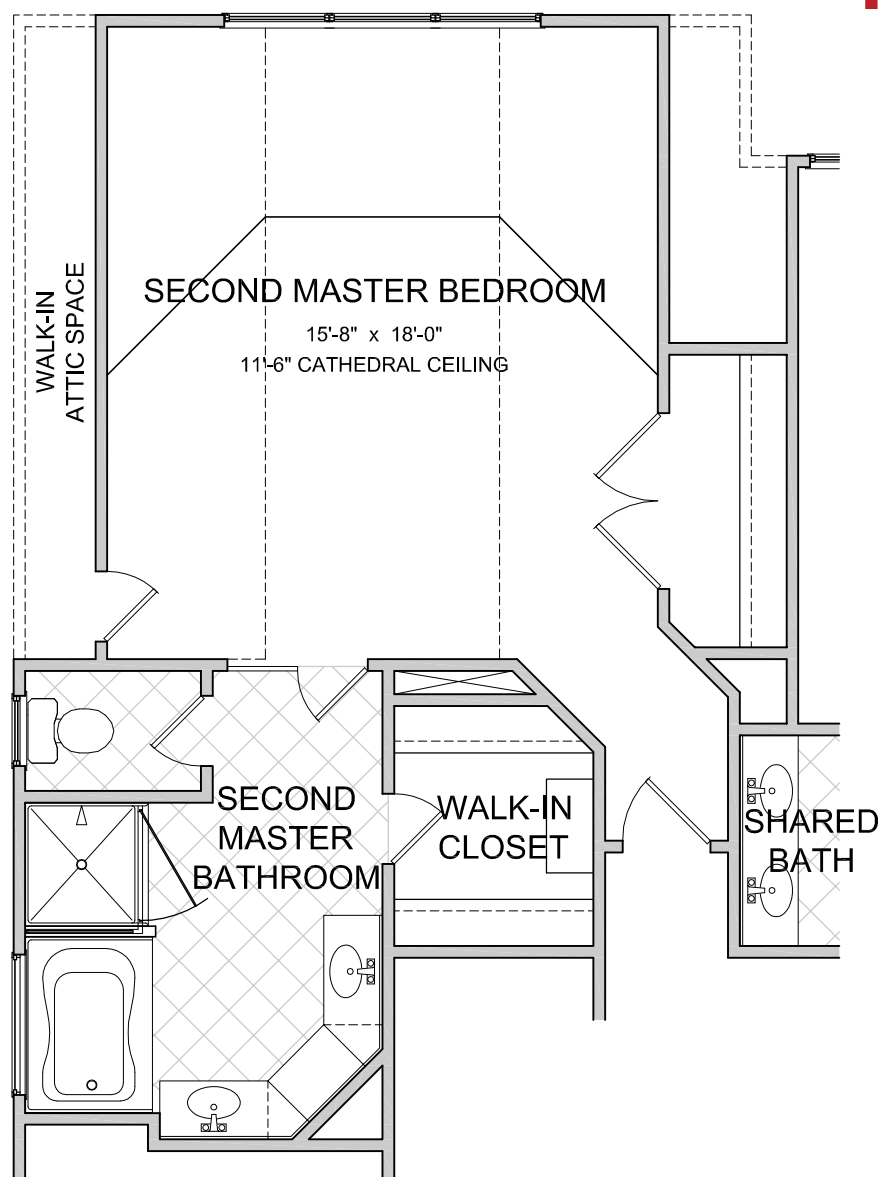 WALK-IN
ATTIC SPACE
SECOND MASTER BEDROOM
15'-8" x 18'-0"
11'-6" CATHEDRAL CEILING
SECOND
MASTER
BATHROOM
WALK-IN
CLOSET
SHARED
BATH